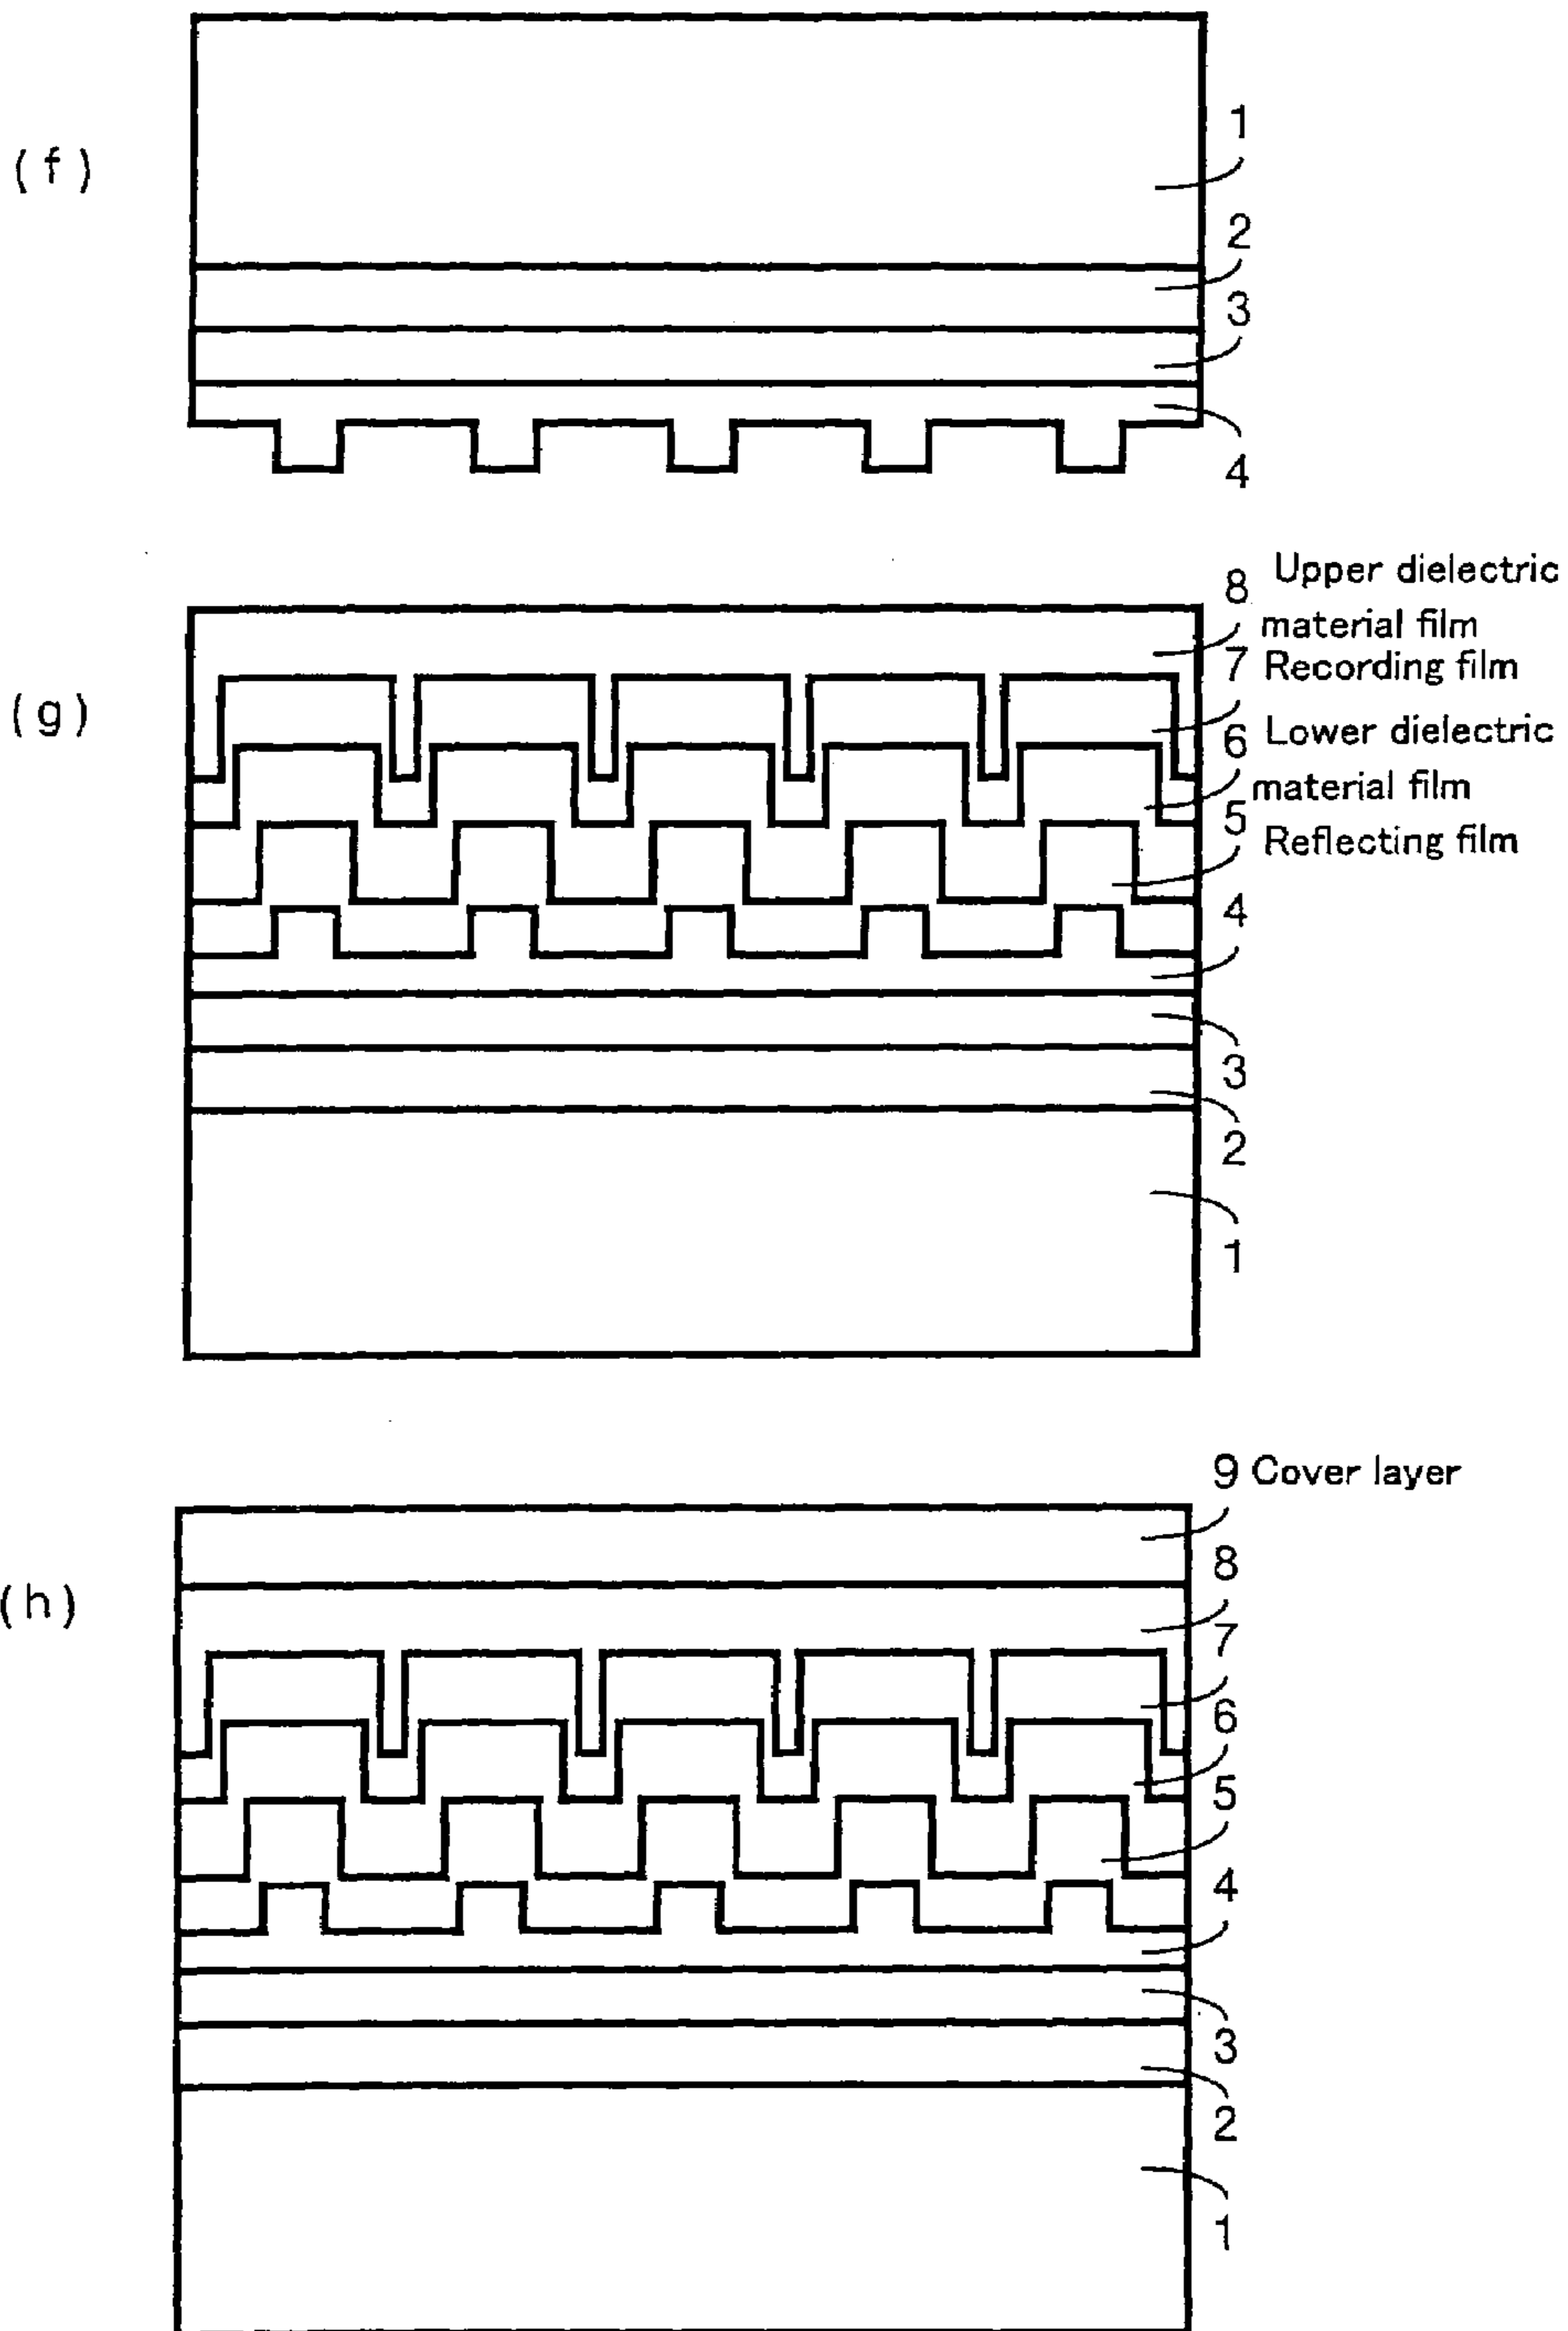 (f)
1
2
3
4
(g)
8 Upper dielectric
material film
7 Recording film
6 Lower dielectric
material film
5 Reflecting film
4
3
2
1
(h)
9 Cover layer
8
7
6
5
4
3
2
1